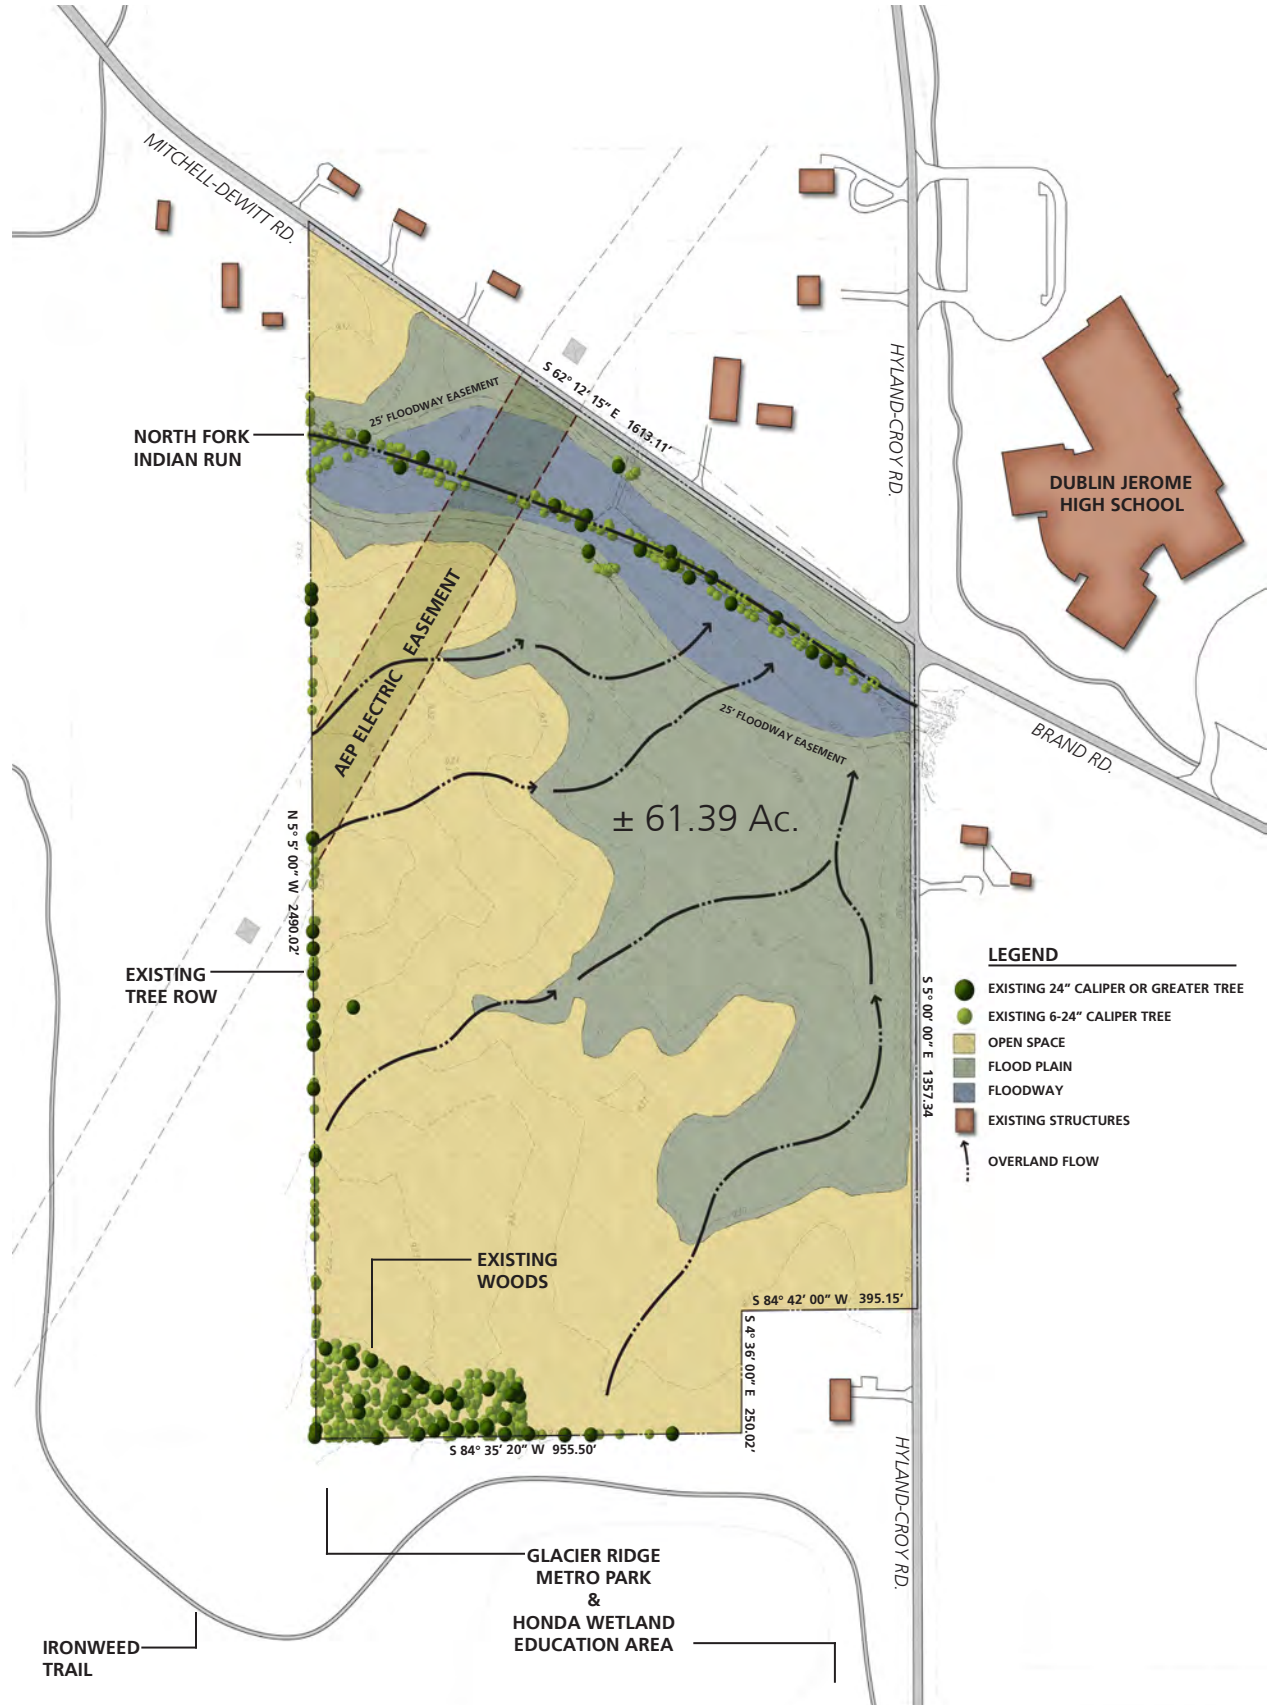 MITCHELL-DEWITT RD.
S 62° 12' 15" E 1613.11'
HYLAND-CROY RD.
25' FLOODWAY EASEMENT
NORTH FORK
INDIAN RUN
DUBLIN JEROME
HIGH SCHOOL
AEP ELECTRIC EASEMENT
25' FLOODWAY EASEMENT
BRAND RD.
± 61.39 Ac.
N 5° 5' 00" W 2490.02'
EXISTING
TREE ROW
S 5° 00' 00" E 1357.34
LEGEND
EXISTING 24" CALIPER OR GREATER TREE
EXISTING 6-24" CALIPER TREE
OPEN SPACE
FLOOD PLAIN
FLOODWAY
EXISTING STRUCTURES
OVERLAND FLOW
EXISTING
WOODS
S 84° 42' 00" W 395.15'
S 4° 36' 00" E 250.02'
S 84° 35' 20" W 955.50'
HYLAND-CROY RD.
GLACIER RIDGE
METRO PARK
&
HONDA WETLAND
EDUCATION AREA
IRONWEED
TRAIL